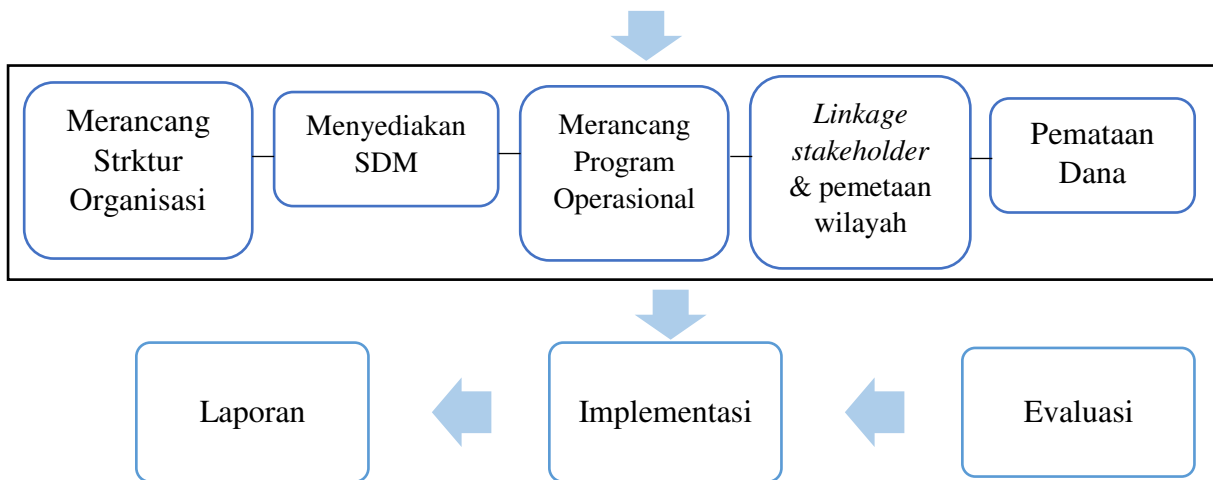 Merancang
Strktur
Organisasi
Menyediakan
SDM
Merancang
Program
Operasional
Linkage
stakeholder
& pemetaan
wilayah
Pemataan
Dana
Laporan
Implementasi
Evaluasi